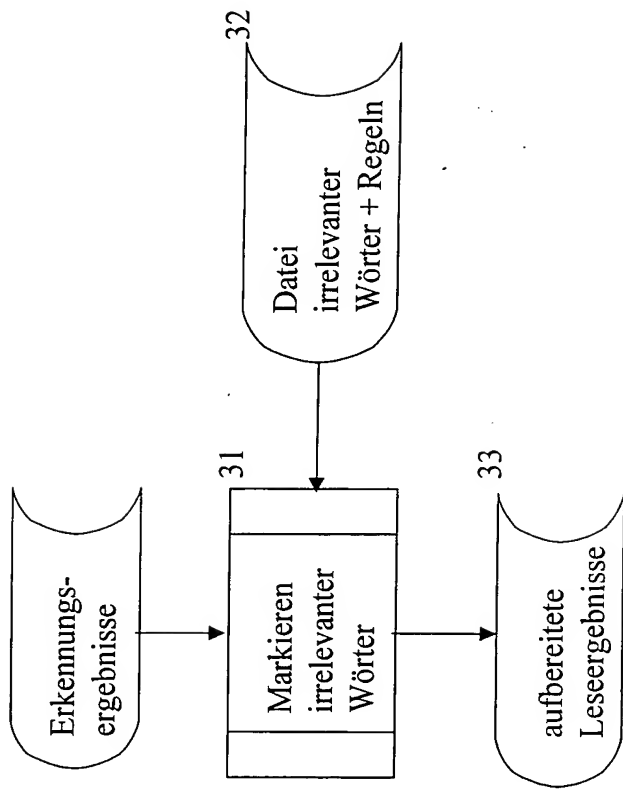 Erkennungs-
ergebnisse
31
Markieren
irrelevanter
Wörter
32
Datei
irrelevanter
Wörter + Regeln
33
aufbereitete
Leseergebnisse